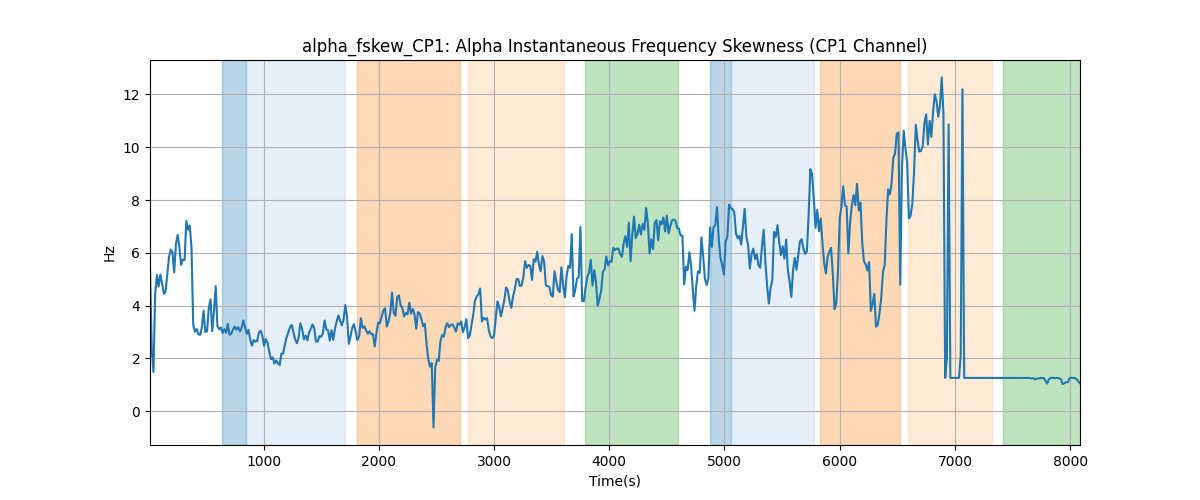 alpha_fskew_CP1: Alpha Instantaneous Frequency Skewness (CP1 Channel)
12
10
8
6
4
2
0
Hz
1000 2000 3000 4000 5000 6000 7000 8000
Time(s)